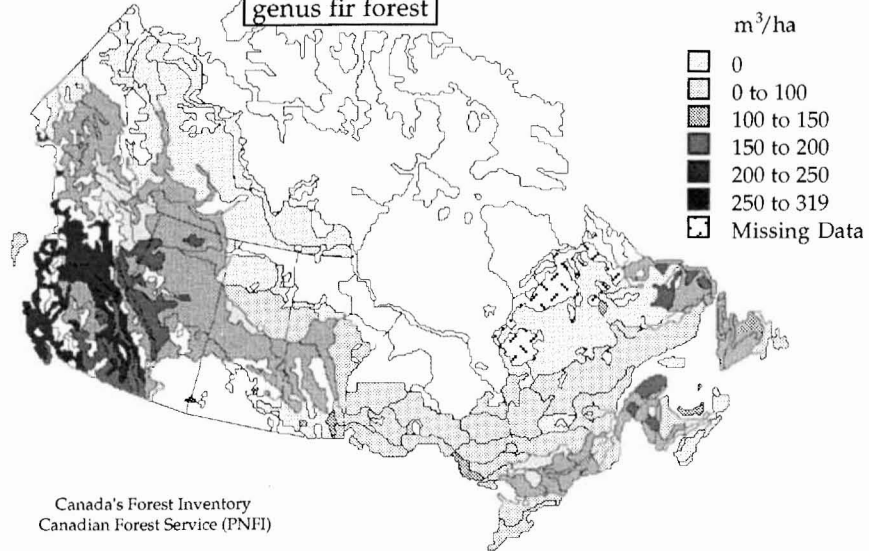 genus fir forest
m³/ha
0
0 to 100
100 to 150
150 to 200
200 to 250
250 to 319
Missing Data
Canada's Forest Inventory
Canadian Forest Service (PNFI)